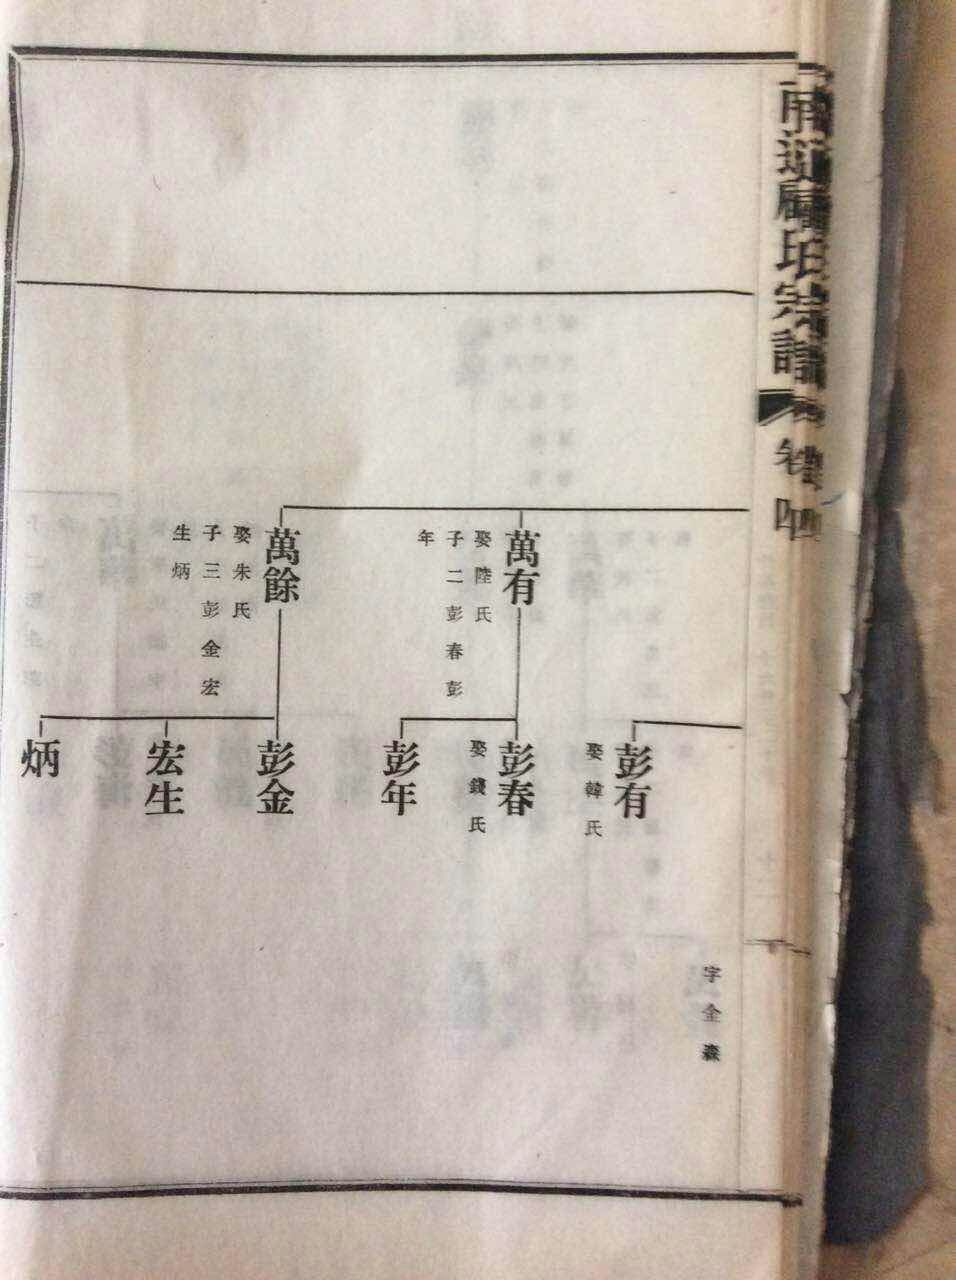 宗譜
卷四
字金森
彭有
娶韓氏
萬有
娶陸氏
子二彭春彭
年
彭春
娶錢氏
彭年
萬餘
娶朱氏
子三彭金宏
生炳
彭金
宏生
炳